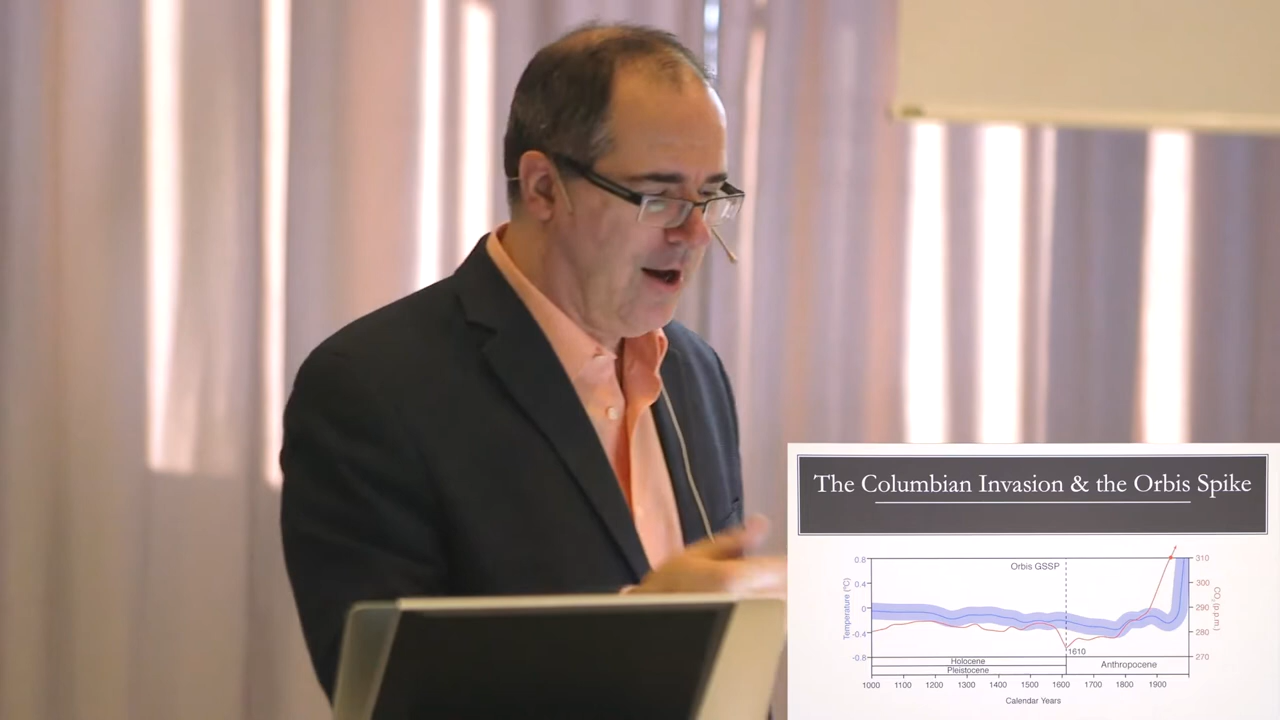 The Columbian Invasion & the Orbis Spike
Orbis GSSP
0.8
0.4
0
-0.4
-0.8
Temperature (°C)
310
300
290
280
270
CO₂ (p.p.m.)
1610
Holocene
Pleistocene
Anthropocene
1000 1100 1200 1300 1400 1500 1600 1700 1800 1900
Calendar Years